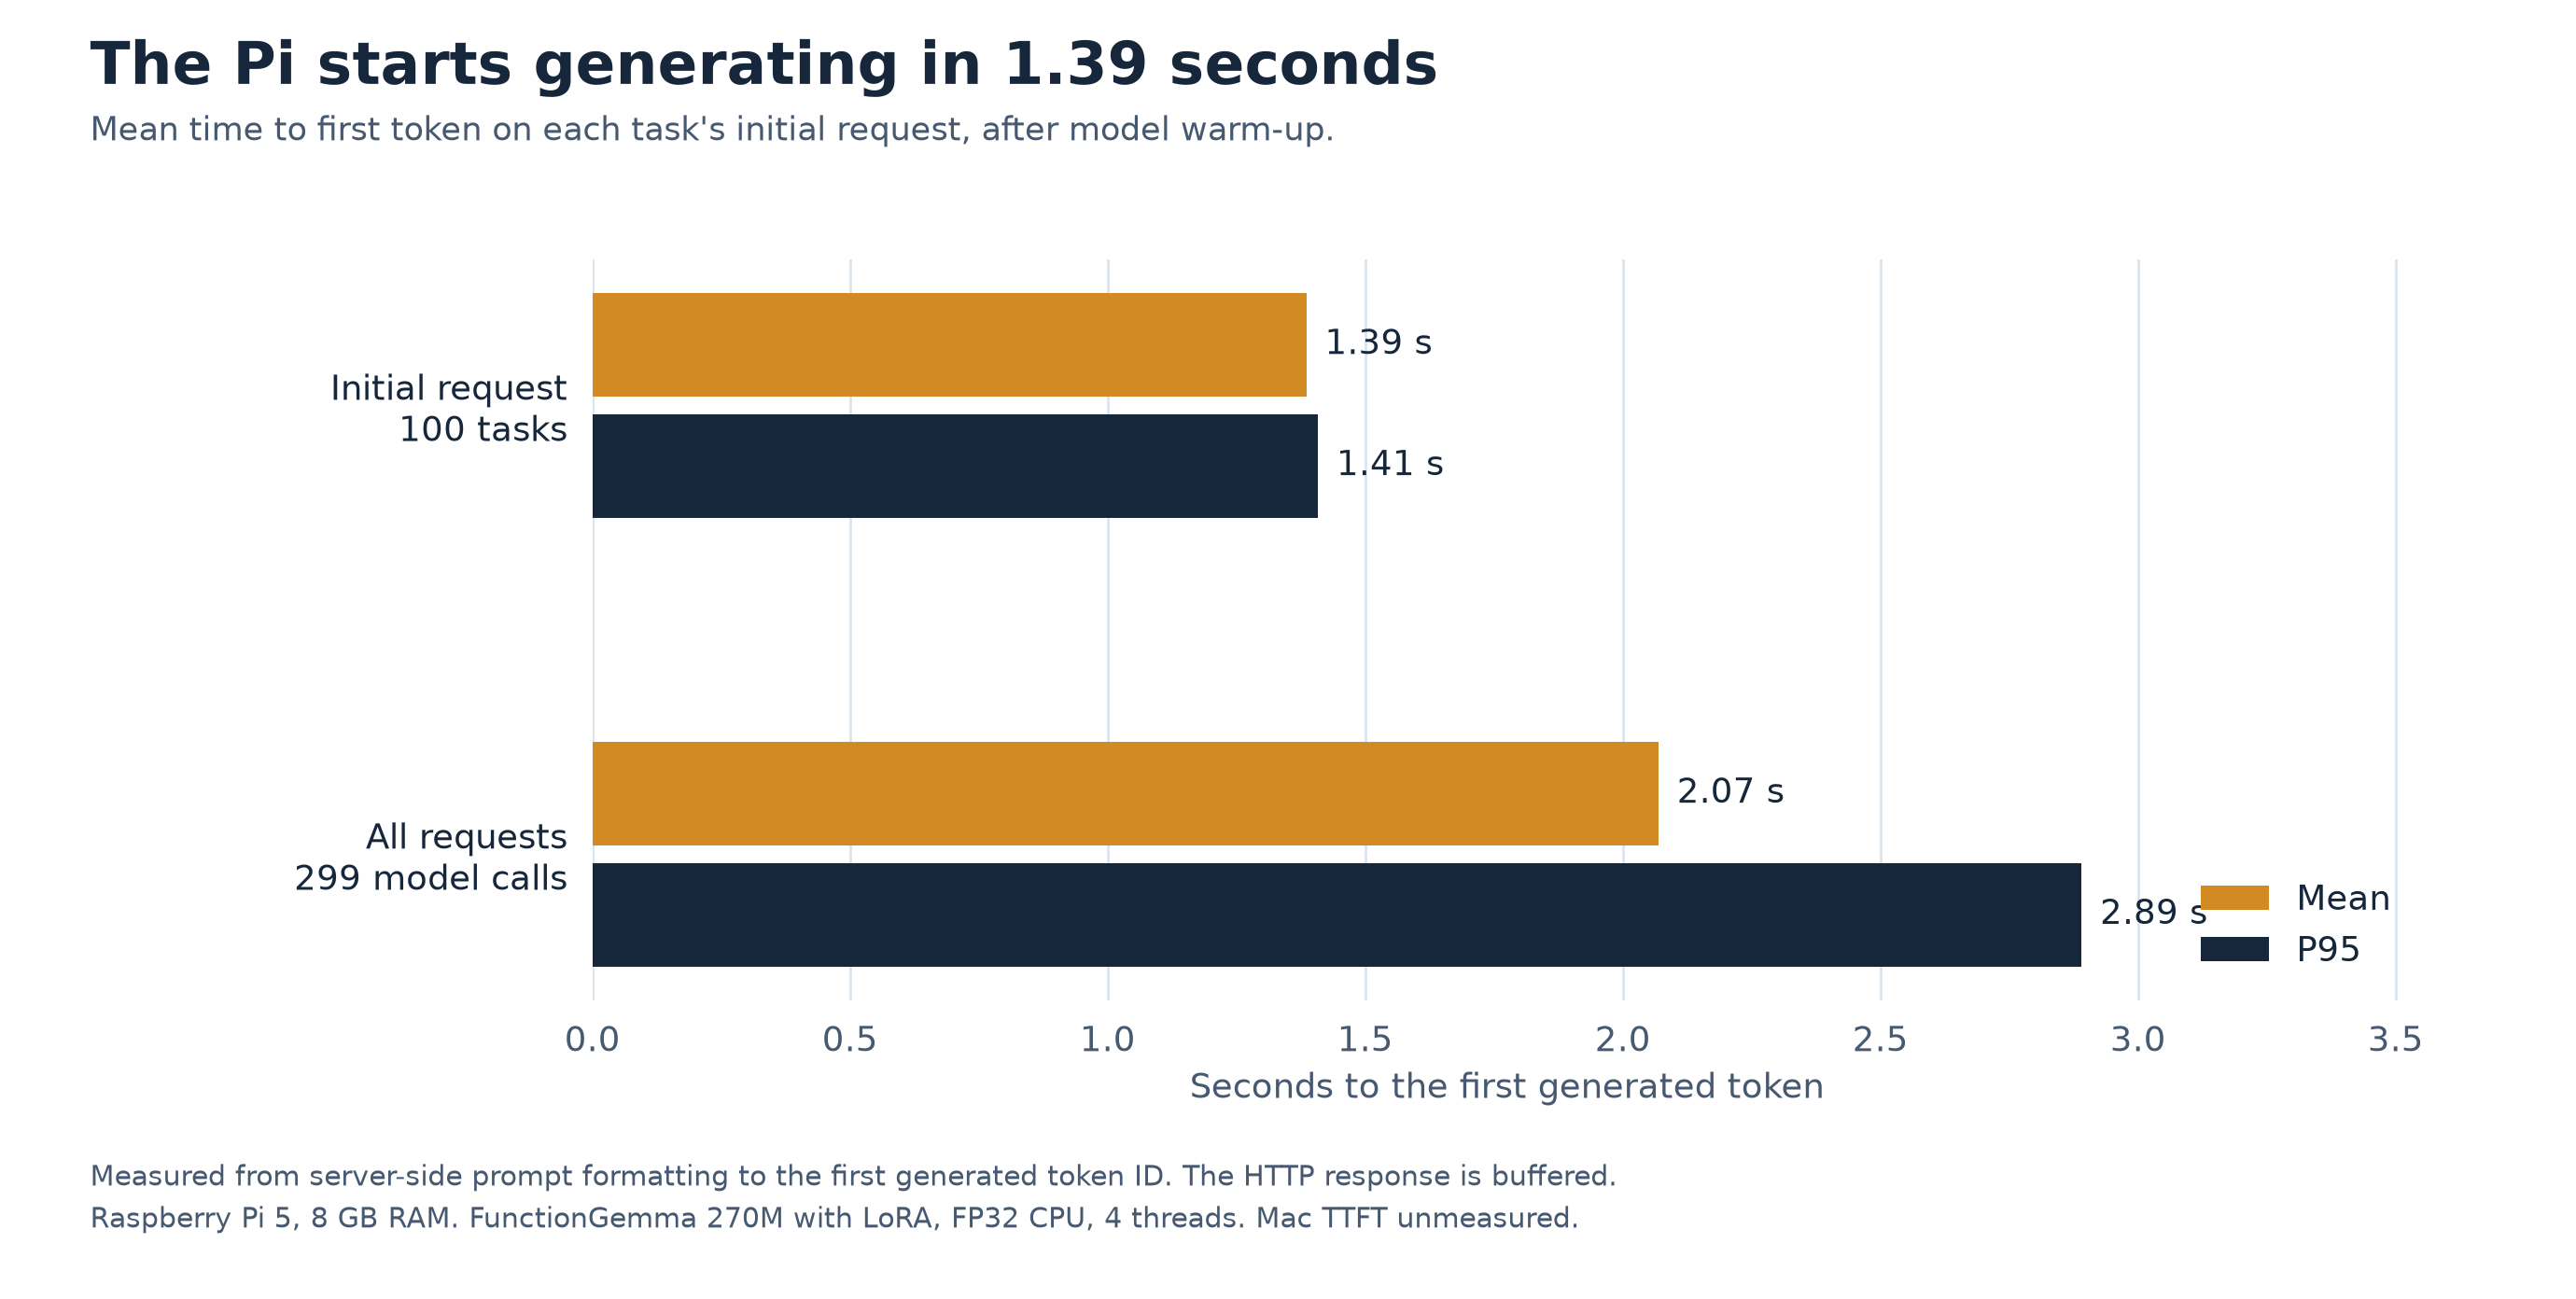 The Pi starts generating in 1.39 seconds
Mean time to first token on each task's initial request, after model warm-up.
1.39 s
Initial request
100 tasks
1.41 s
2.07 s
All requests
299 model calls
2.89 s
Mean
P95
0.0 0.5 1.0 1.5 2.0 2.5 3.0 3.5
Seconds to the first generated token
Measured from server-side prompt formatting to the first generated token ID. The HTTP response is buffered.
Raspberry Pi 5, 8 GB RAM. FunctionGemma 270M with LoRA, FP32 CPU, 4 threads. Mac TTFT unmeasured.